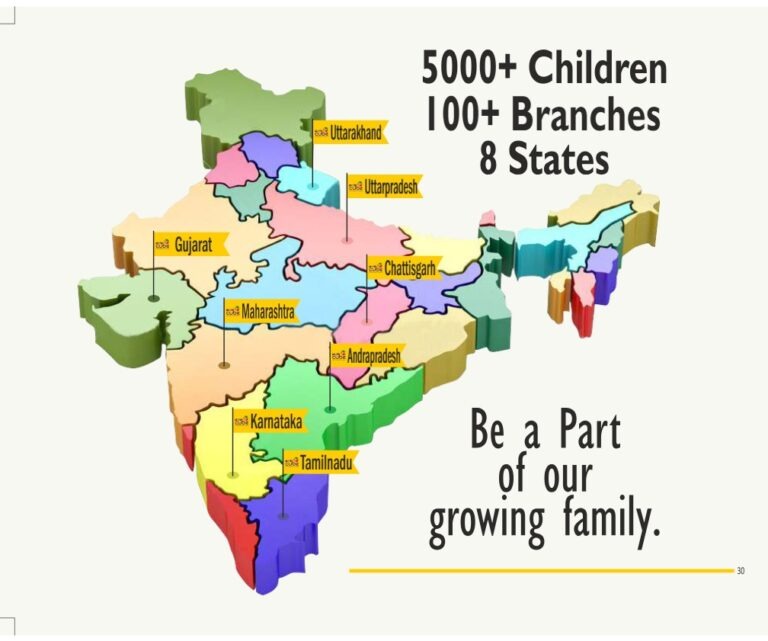 5000+ Children
100+ Branches
8 States
Uttarakhand
Uttarpradesh
Gujarat
Chattisgarh
Maharashtra
Andrapradesh
Karnataka
Tamilnadu
Be a Part
of our
growing family.
30